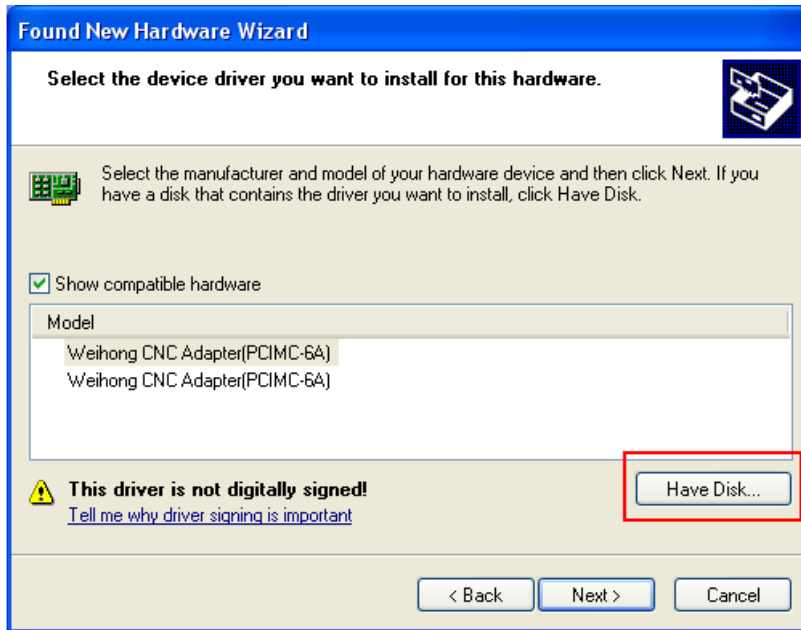 Found New Hardware Wizard
Select the device driver you want to install for this hardware.
Select the manufacturer and model of your hardware device and then click Next. If you
have a disk that contains the driver you want to install, click Have Disk.
Show compatible hardware
Model
Weihong CNC Adapter(PCIMC-6A)
Weihong CNC Adapter(PCIMC-6A)
This driver is not digitally signed!
Have Disk...
Tell me why driver signing is important
< Back
Next >
Cancel